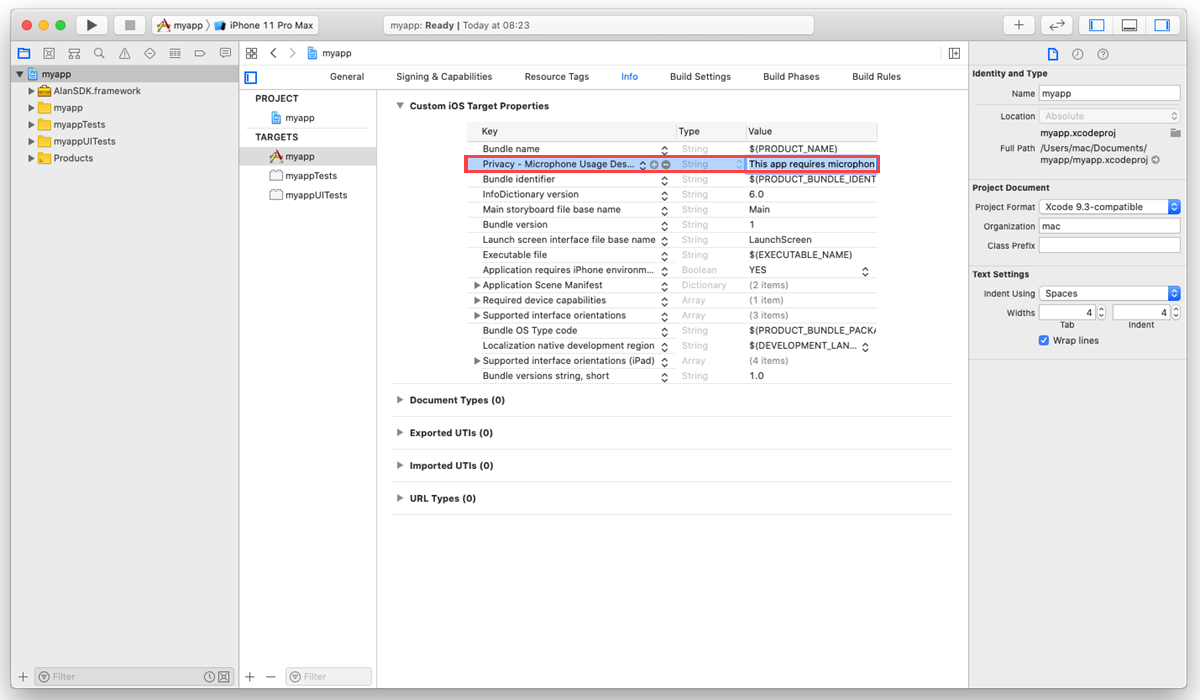 myapp 〉 iPhone 11 Pro Max
myapp: Ready | Today at 08:23
myapp
AlanSDK.framework
myapp
myappTests
myappUITests
Products
Filter
myapp
General Signing & Capabilities Resource Tags Info Build Settings Build Phases Build Rules
PROJECT
myapp
TARGETS
myapp
myappTests
myappUITests
Filter
Custom iOS Target Properties
Key Type Value
Bundle name String $(PRODUCT_NAME)
Privacy - Microphone Usage Des... String This app requires microphon
Bundle identifier String $(PRODUCT_BUNDLE_IDENT
InfoDictionary version String 6.0
Main storyboard file base name String Main
Bundle version String 1
Launch screen interface file base name String LaunchScreen
Executable file String $(EXECUTABLE_NAME)
Application requires iPhone environm... Boolean YES
Application Scene Manifest Dictionary (2 items)
Required device capabilities Array (1 item)
Supported interface orientations Array (3 items)
Bundle OS Type code String $(PRODUCT_BUNDLE_PACKA
Localization native development region String $(DEVELOPMENT_LAN...
Supported interface orientations (iPad) Array (4 items)
Bundle versions string, short String 1.0
Document Types (0)
Exported UTIs (0)
Imported UTIs (0)
URL Types (0)
Identity and Type
Name myapp
Location Absolute
myapp.xcodeproj
Full Path /Users/mac/Documents/
myapp/myapp.xcodeproj
Project Document
Project Format Xcode 9.3-compatible
Organization mac
Class Prefix
Text Settings
Indent Using Spaces
Widths 4 4
Tab Indent
Wrap lines